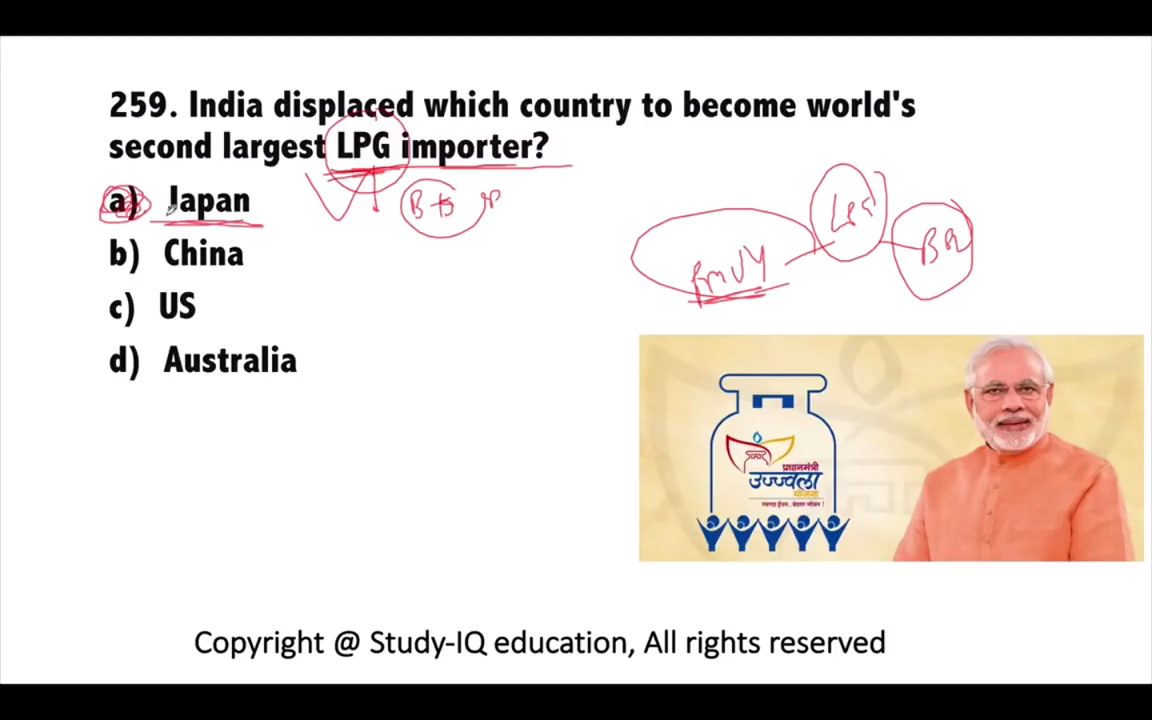 259. India displaced which country to become world's
second largest LPG importer?
a) Japan
b) China
c) US
d) Australia
PMUY
प्रधानमंत्री
उज्ज्वला
योजना
Copyright @ Study-IQ education, All rights reserved